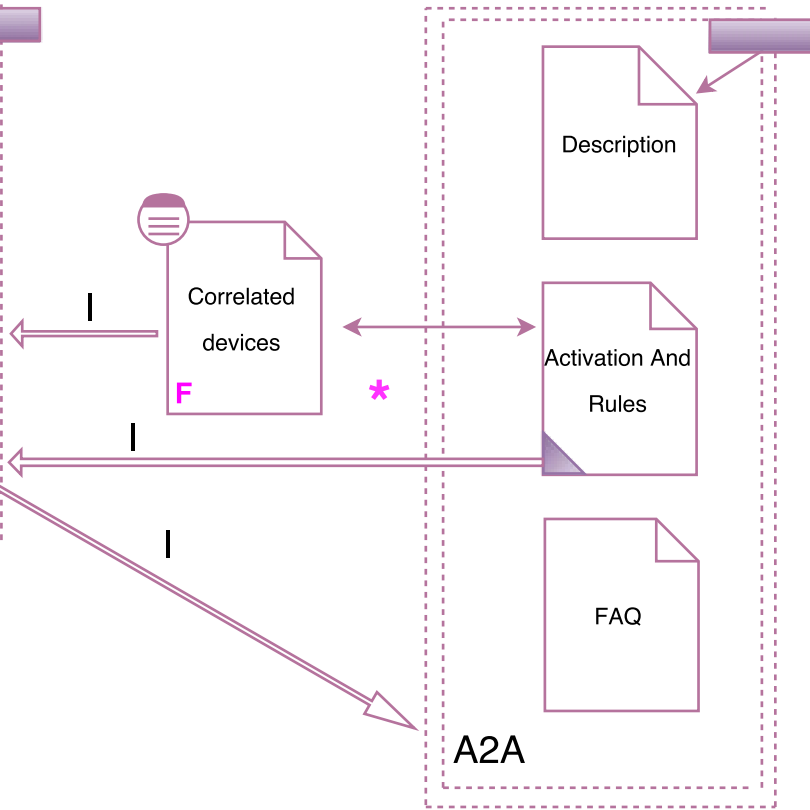 Description
Correlated
devices
F
I
*
Activation And
Rules
I
I
FAQ
A2A